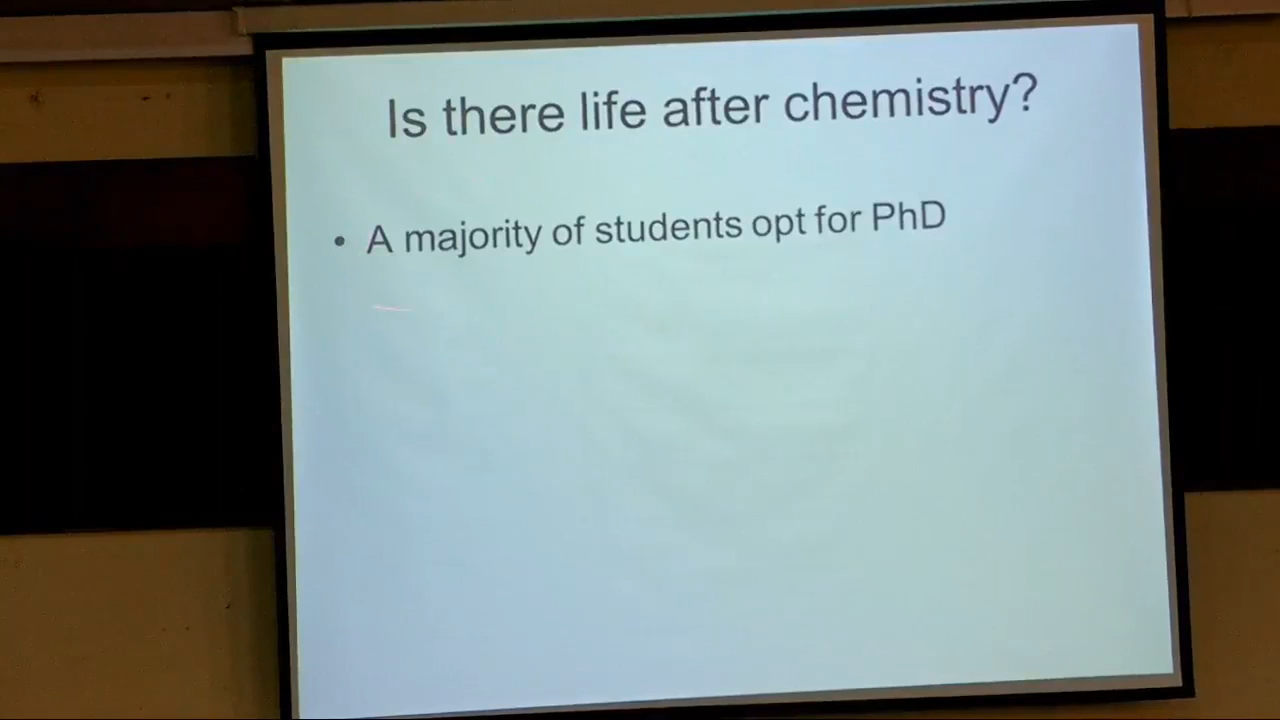 Is there life after chemistry?
• A majority of students opt for PhD